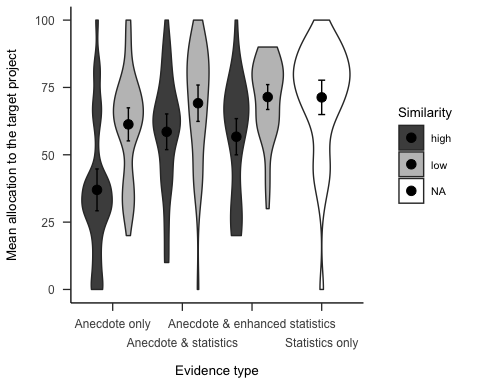 Mean allocation to the target project
100
75
50
25
0
Anecdote only
Anecdote & enhanced statistics
Anecdote & statistics
Statistics only
Evidence type
Similarity
high
low
NA